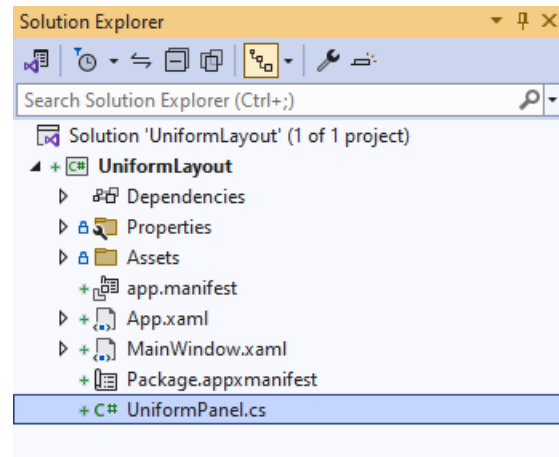 Solution Explorer
Search Solution Explorer (Ctrl+;)
Solution 'UniformLayout' (1 of 1 project)
+ C# UniformLayout
Dependencies
Properties
Assets
+ app.manifest
+ App.xaml
+ MainWindow.xaml
+ Package.appxmanifest
+ C# UniformPanel.cs